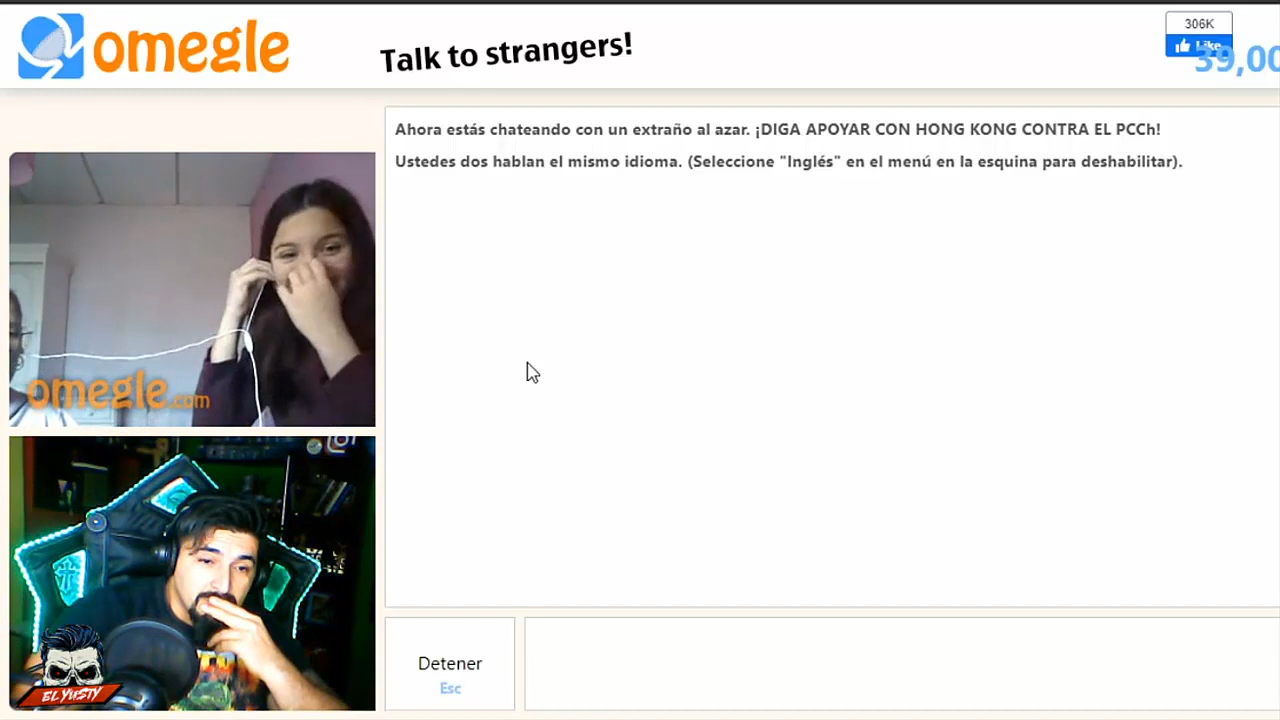 omegle
Talk to strangers!
306K
Like
39,00
Ahora estás chateando con un extraño al azar. ¡DIGA APOYAR CON HONG KONG CONTRA EL PCCh!
Ustedes dos hablan el mismo idioma. (Seleccione "Inglés" en el menú en la esquina para deshabilitar).
omegle.com
EL YUSTY
Detener
Esc